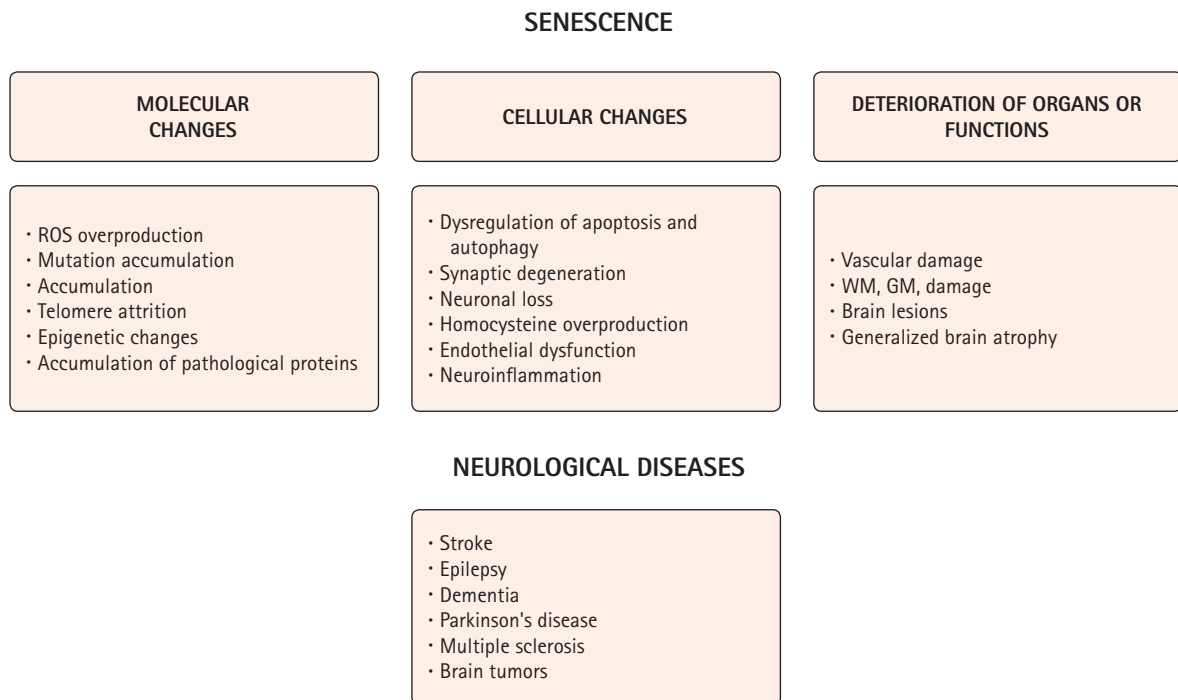 SENESCENCE
MOLECULAR
CHANGES
CELLULAR CHANGES
DETERIORATION OF ORGANS OR
FUNCTIONS
· ROS overproduction
· Mutation accumulation
· Accumulation
· Telomere attrition
· Epigenetic changes
· Accumulation of pathological proteins
· Dysregulation of apoptosis and
autophagy
· Synaptic degeneration
· Neuronal loss
· Homocysteine overproduction
· Endothelial dysfunction
· Neuroinflammation
· Vascular damage
· WM, GM, damage
· Brain lesions
· Generalized brain atrophy
NEUROLOGICAL DISEASES
· Stroke
· Epilepsy
· Dementia
· Parkinson's disease
· Multiple sclerosis
· Brain tumors